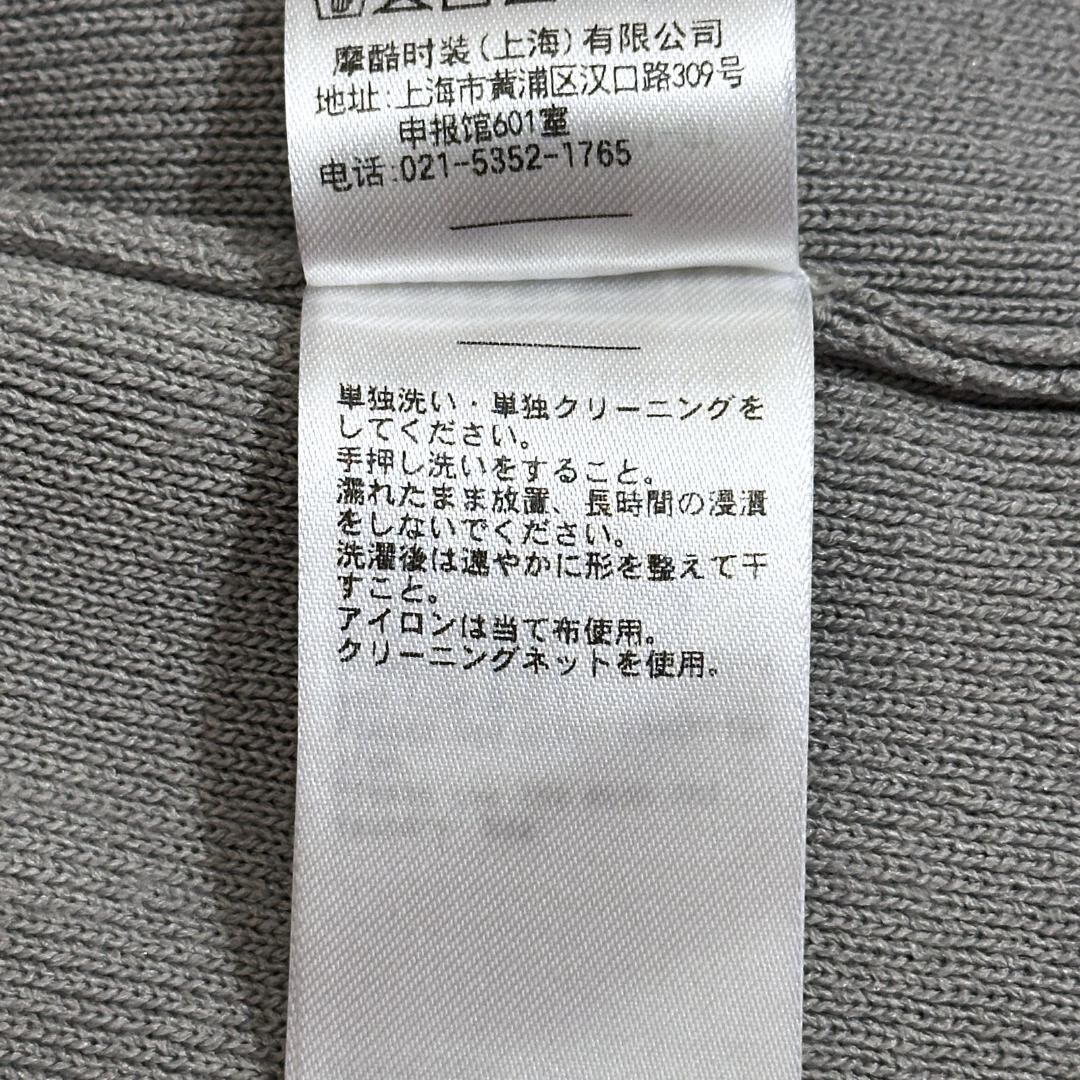 摩酷时装(上海)有限公司
地址:上海市黄浦区汉口路309号
申报馆601室
电话:021-5352-1765
単独洗い・単独クリーニングを
してください。
手押し洗いをすること。
濡れたまま放置、長時間の浸漬
をしないでください。
洗濯後は速やかに形を整えて干
すこと。
アイロンは当て布使用。
クリーニングネットを使用。